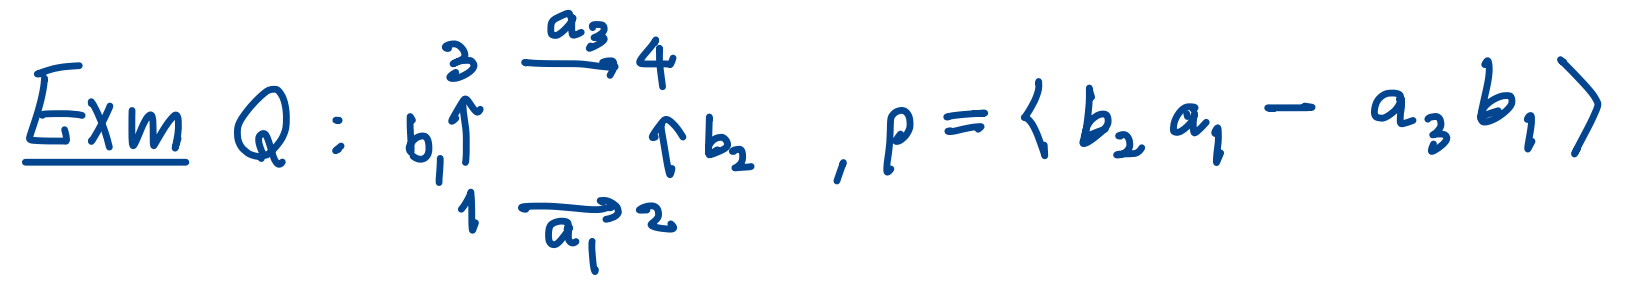 a₃
3 → 4
Exm Q : b₁ ↑ ↑ b₂ , ρ = ⟨ b₂ a₁ − a₃ b₁ ⟩
1 → 2
a₁